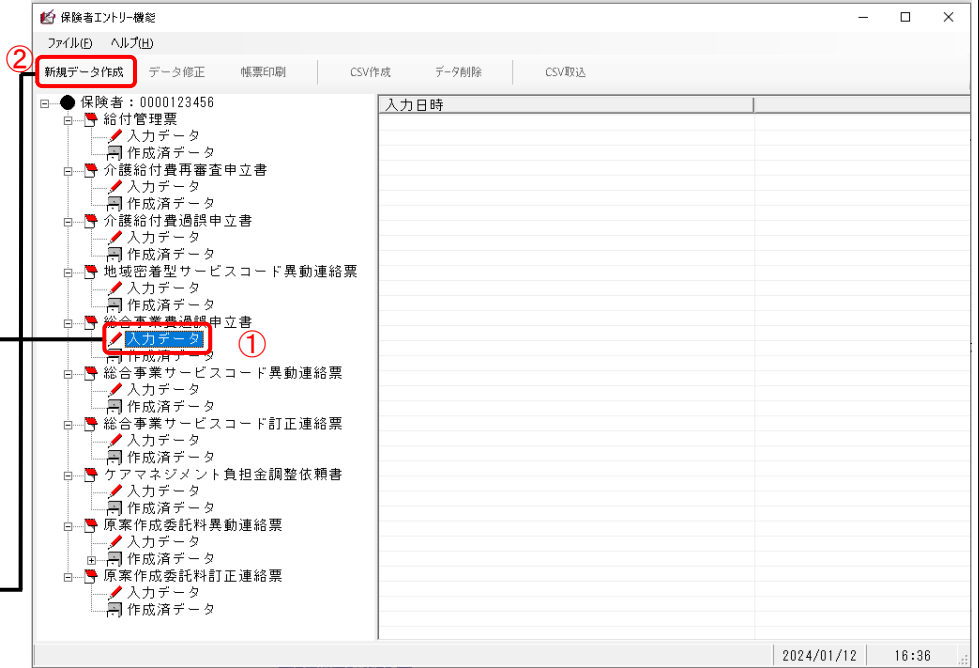 保険者エントリー機能
ファイル(F) ヘルプ(H)
②
新規データ作成 データ修正 帳票印刷 CSV作成 データ削除 CSV取込
保険者：0000123456
入力日時
給付管理票
入力データ
作成済データ
介護給付費再審査申立書
入力データ
作成済データ
介護給付費過誤申立書
入力データ
作成済データ
地域密着型サービスコード異動連絡票
入力データ
作成済データ
総合事業費過誤申立書
入力データ
①
作成済データ
総合事業サービスコード異動連絡票
入力データ
作成済データ
総合事業サービスコード訂正連絡票
入力データ
作成済データ
ケアマネジメント負担金調整依頼書
入力データ
作成済データ
原案作成委託料異動連絡票
入力データ
作成済データ
原案作成委託料訂正連絡票
入力データ
作成済データ
2024/01/12 16:36